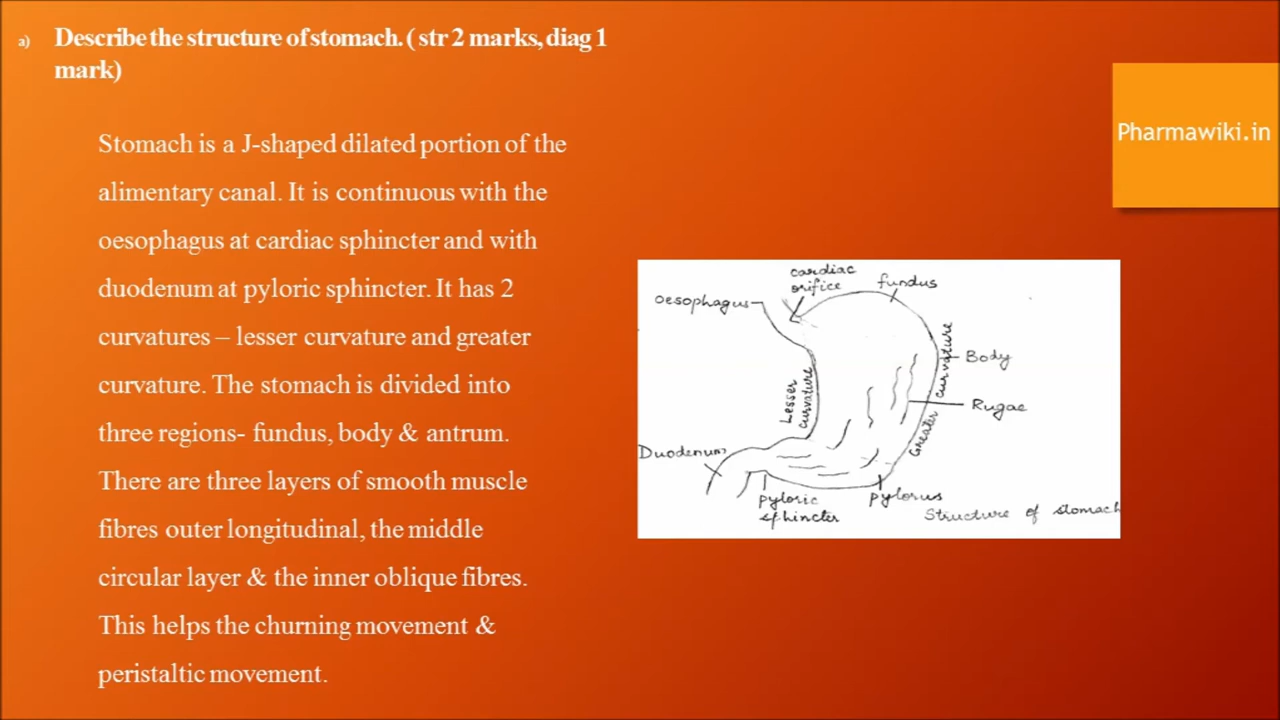 a) Describe the structure of stomach. ( str 2 marks, diag 1
mark)
Stomach is a J-shaped dilated portion of the
alimentary canal. It is continuous with the
oesophagus at cardiac sphincter and with
duodenum at pyloric sphincter. It has 2
curvatures – lesser curvature and greater
curvature. The stomach is divided into
three regions- fundus, body & antrum.
There are three layers of smooth muscle
fibres outer longitudinal, the middle
circular layer & the inner oblique fibres.
This helps the churning movement &
peristaltic movement.
Pharmawiki.in
cardiac
orifice
fundus
oesophagus
Body
Lesser
curvature
Greater curvature
Rugae
Duodenum
pyloric
sphincter
pylorus
Structure of stomach